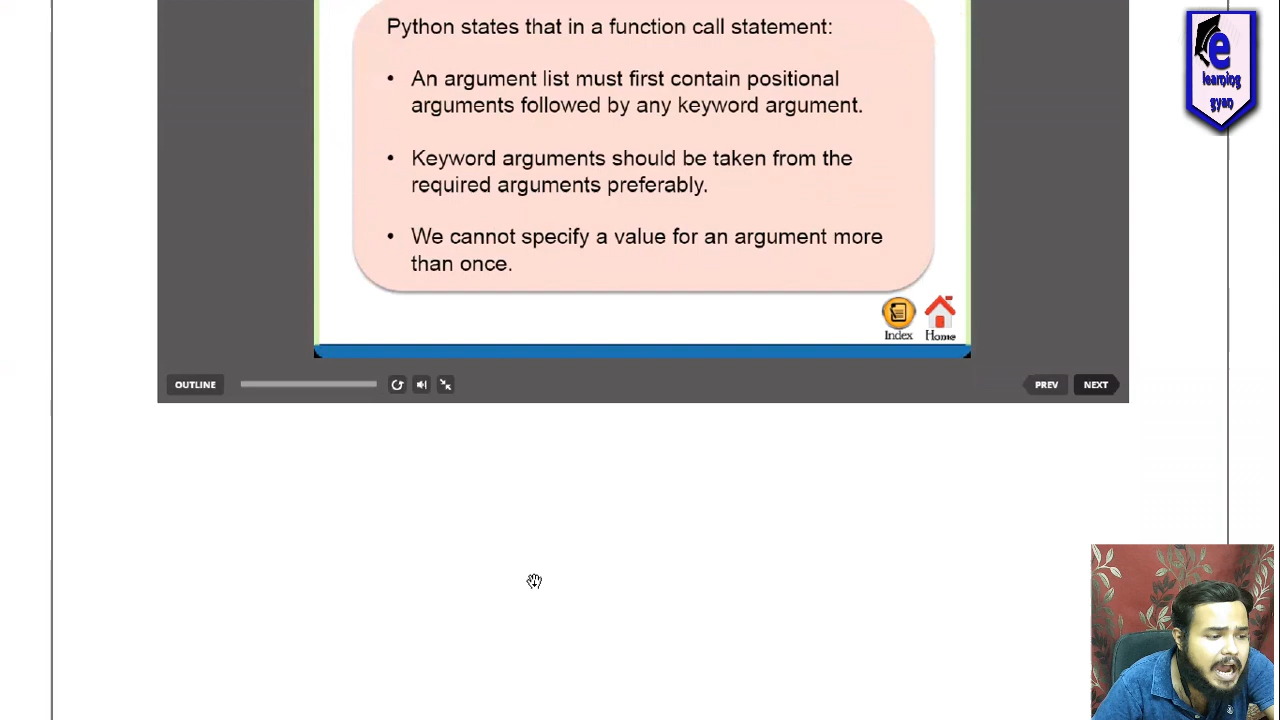 Python states that in a function call statement:
• An argument list must first contain positional
arguments followed by any keyword argument.
• Keyword arguments should be taken from the
required arguments preferably.
• We cannot specify a value for an argument more
than once.
Index Home
OUTLINE
PREV
NEXT
e
learning
gyan